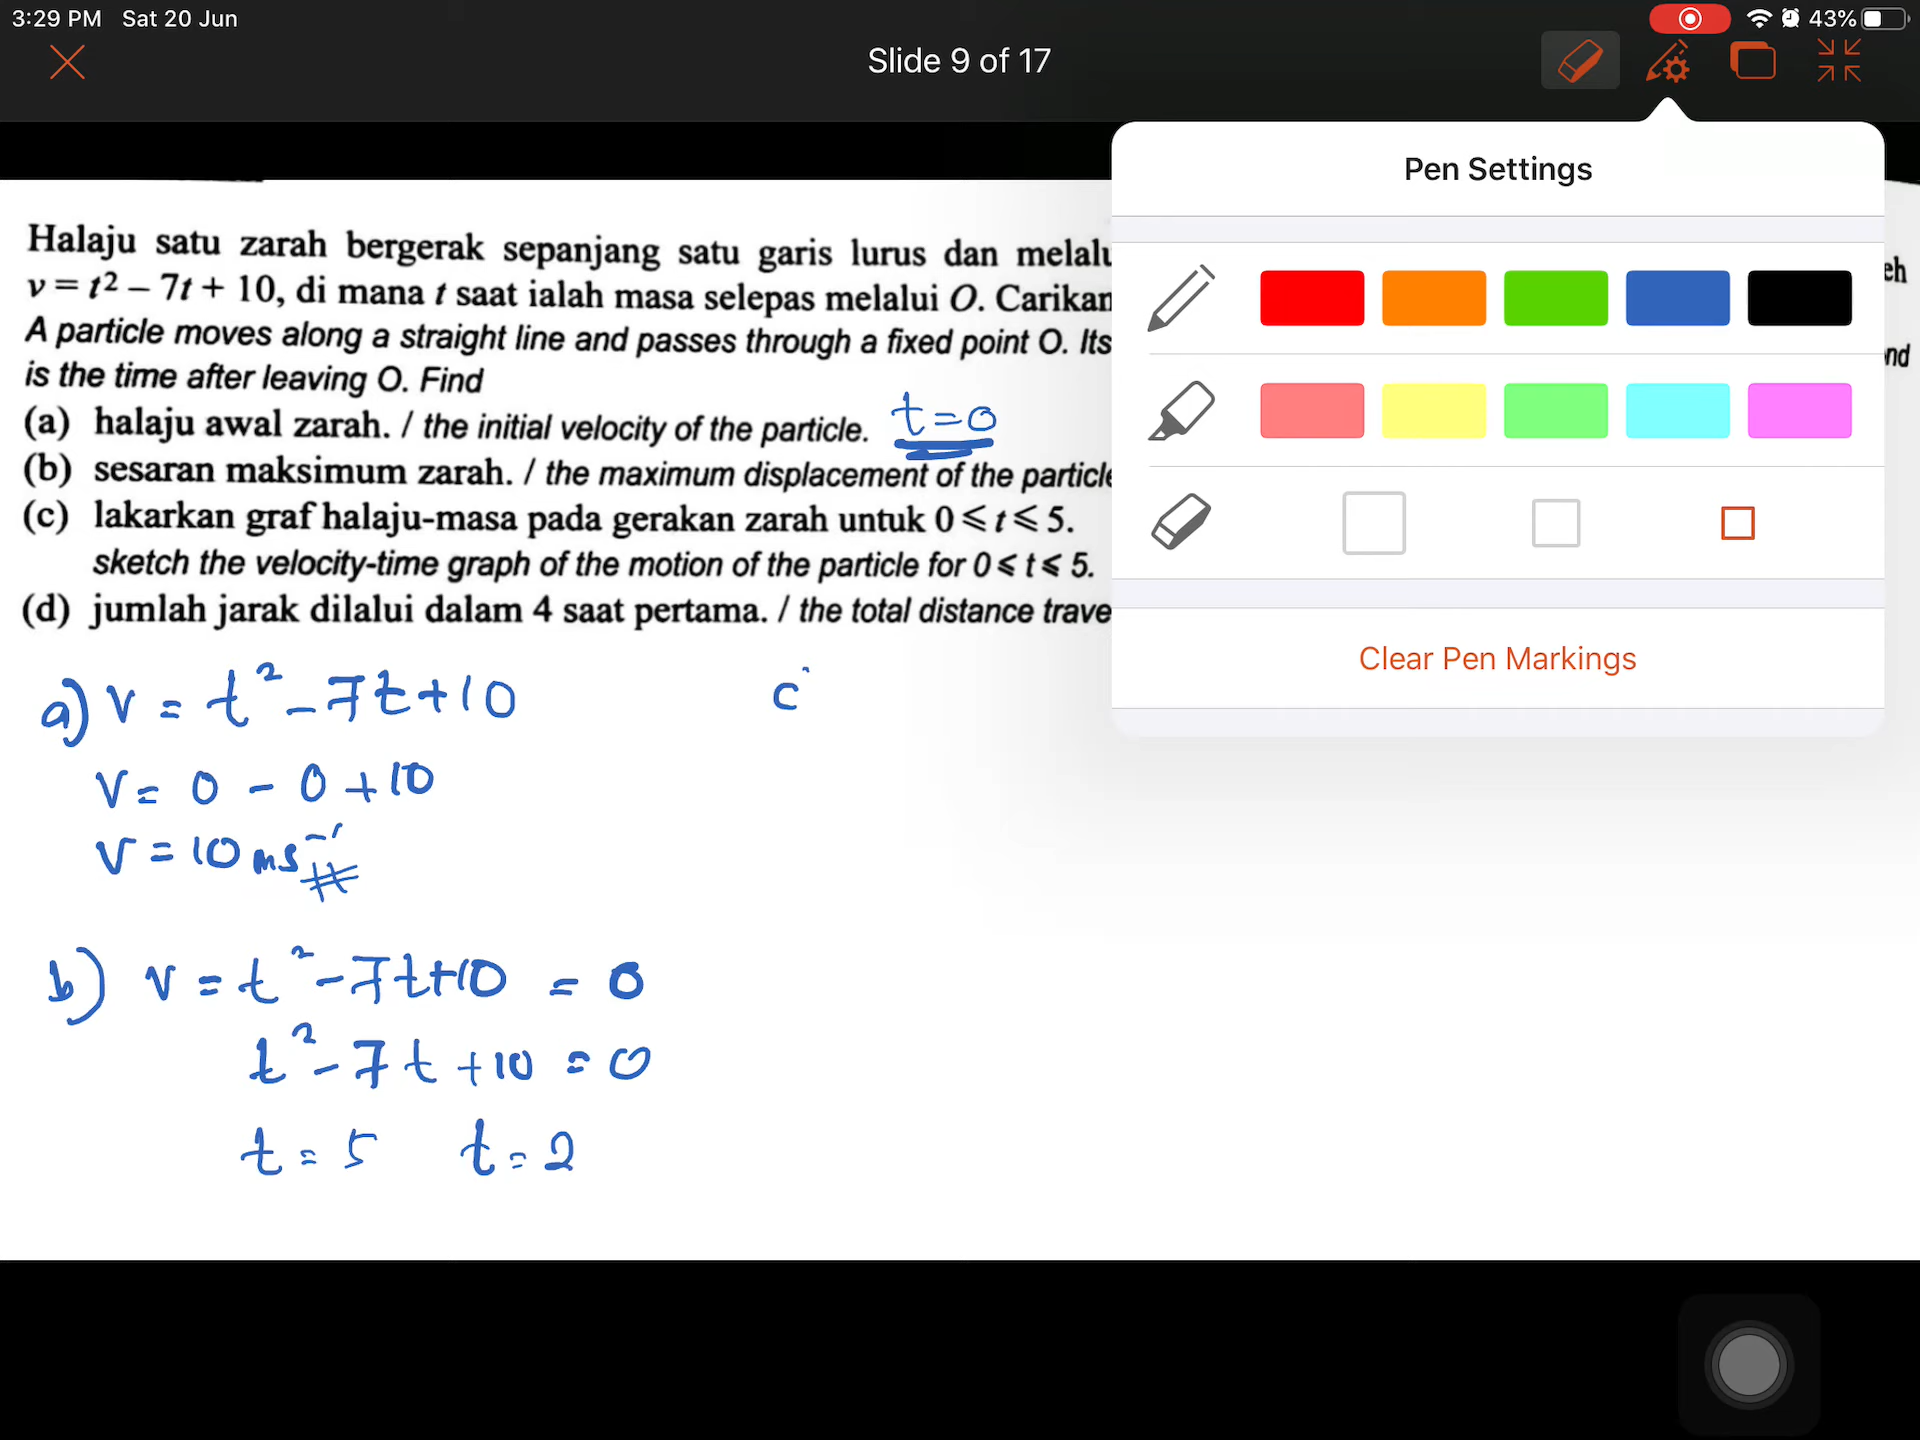 3:29 PM Sat 20 Jun
43%
Slide 9 of 17
Pen Settings
Clear Pen Markings
Halaju satu zarah bergerak sepanjang satu garis lurus dan
v = t² – 7t + 10, di mana t saat ialah masa selepas melalui O. Carikan
A particle moves along a straight line and passes through a fixed point O. Its
is the time after leaving O. Find
(a) halaju awal zarah. / the initial velocity of the particle. t=0
(b) sesaran maksimum zarah. / the maximum displacement of the
(c) lakarkan graf halaju-masa pada gerakan zarah untuk 0 ⩽ t ⩽ 5.
sketch the velocity-time graph of the motion of the particle for 0 ⩽ t ⩽ 5.
(d) jumlah jarak dilalui dalam 4 saat pertama. / the total distance
a) v = t² - 7t + 10
v = 0 - 0 + 10
v = 10 ms⁻¹
b) v = t² - 7t + 10 = 0
t² - 7t + 10 = 0
t = 5 t = 2
c